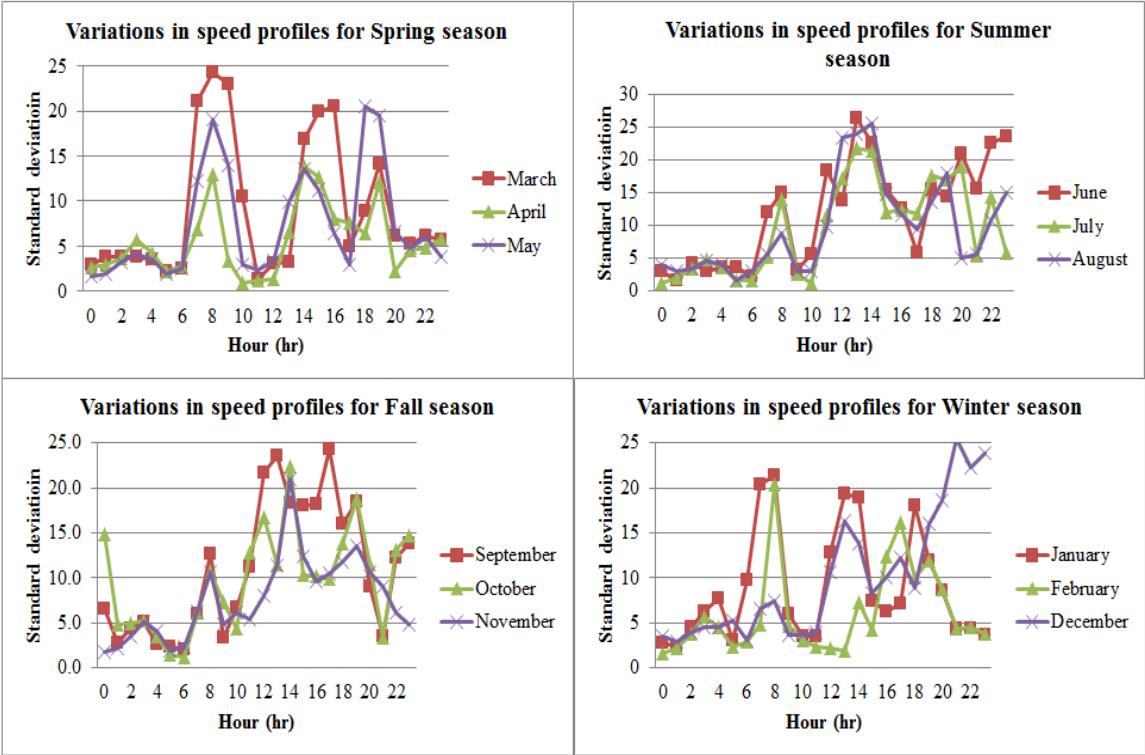 Variations in speed profiles for Spring season
Standard deviatioin
25
20
15
10
5
0
0 2 4 6 8 10 12 14 16 18 20 22
Hour (hr)
March
April
May
Variations in speed profiles for Summer
season
Standard deviatioin
30
25
20
15
10
5
0
0 2 4 6 8 10 12 14 16 18 20 22
Hour (hr)
June
July
August
Variations in speed profiles for Fall season
Standard deviatioin
25.0
20.0
15.0
10.0
5.0
0.0
0 2 4 6 8 10 12 14 16 18 20 22
Hour (hr)
September
October
November
Variations in speed profiles for Winter season
Standard deviatioin
25
20
15
10
5
0
0 2 4 6 8 10 12 14 16 18 20 22
Hour (hr)
January
February
December